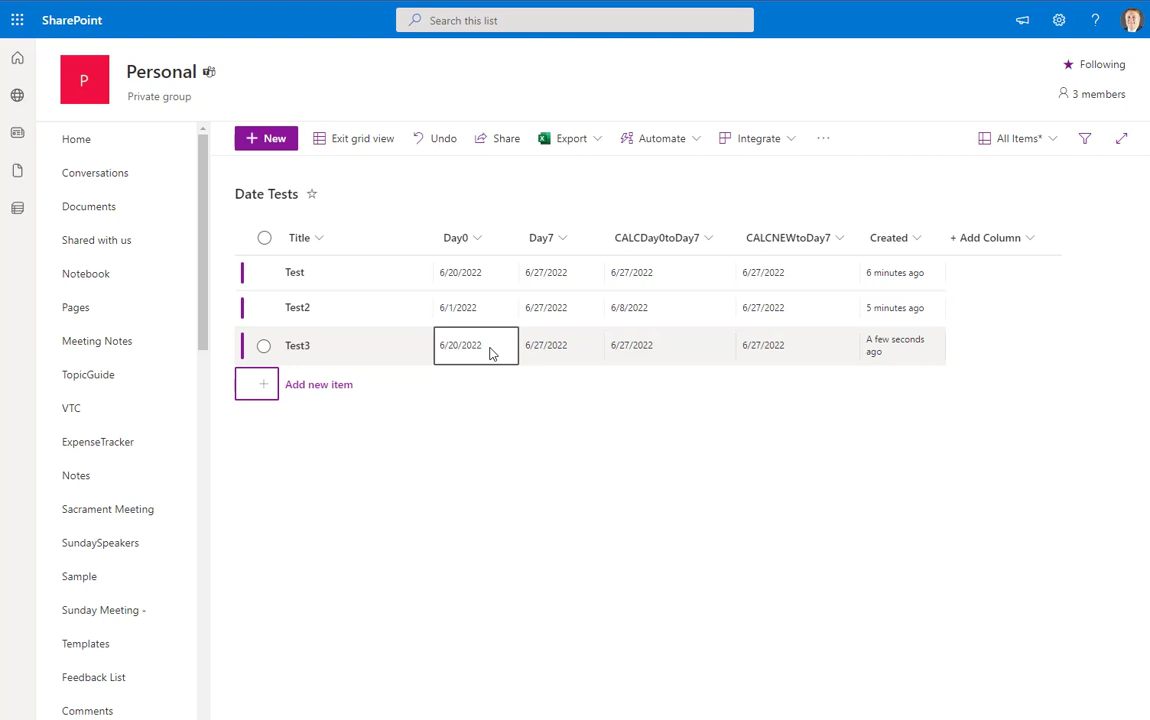 SharePoint
Search this list
?
P
Personal
Private group
Following
3 members
Home
Conversations
Documents
Shared with us
Notebook
Pages
Meeting Notes
TopicGuide
VTC
ExpenseTracker
Notes
Sacrament Meeting
SundaySpeakers
Sample
Sunday Meeting -
Templates
Feedback List
Comments
+ New
Exit grid view
Undo
Share
Export
Automate
Integrate
...
All Items*
Date Tests
Title Day0 Day7 CALCDay0toDay7 CALCNEWtoDay7 Created + Add Column
Test 6/20/2022 6/27/2022 6/27/2022 6/27/2022 6 minutes ago
Test2 6/1/2022 6/27/2022 6/8/2022 6/27/2022 5 minutes ago
Test3 6/20/2022 6/27/2022 6/27/2022 6/27/2022 A few seconds
ago
+ Add new item